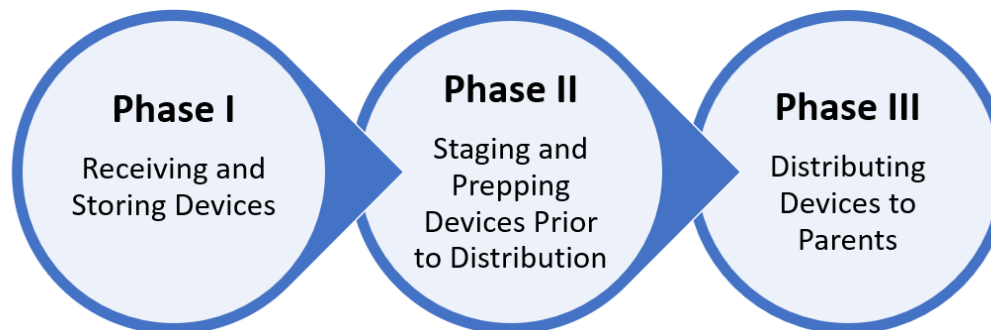 Phase I
Receiving and
Storing Devices
Phase II
Staging and
Prepping
Devices Prior
to Distribution
Phase III
Distributing
Devices to
Parents